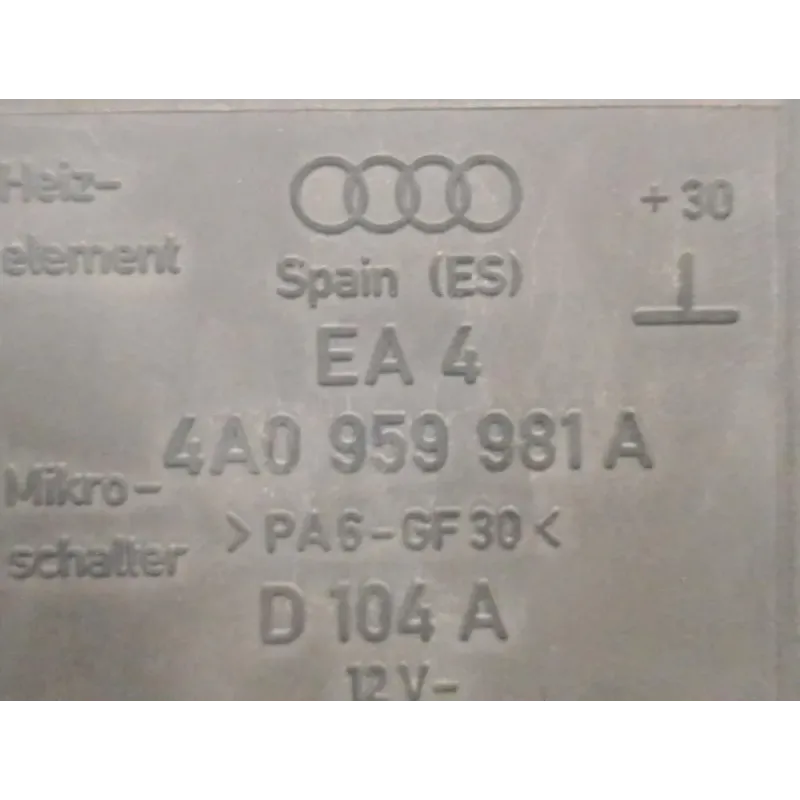 Heiz-
element
+ 30
Spain (ES)
EA 4
4A0 959 981 A
Mikro-
schalter
>PA6-GF30<
D 104 A
12 V-